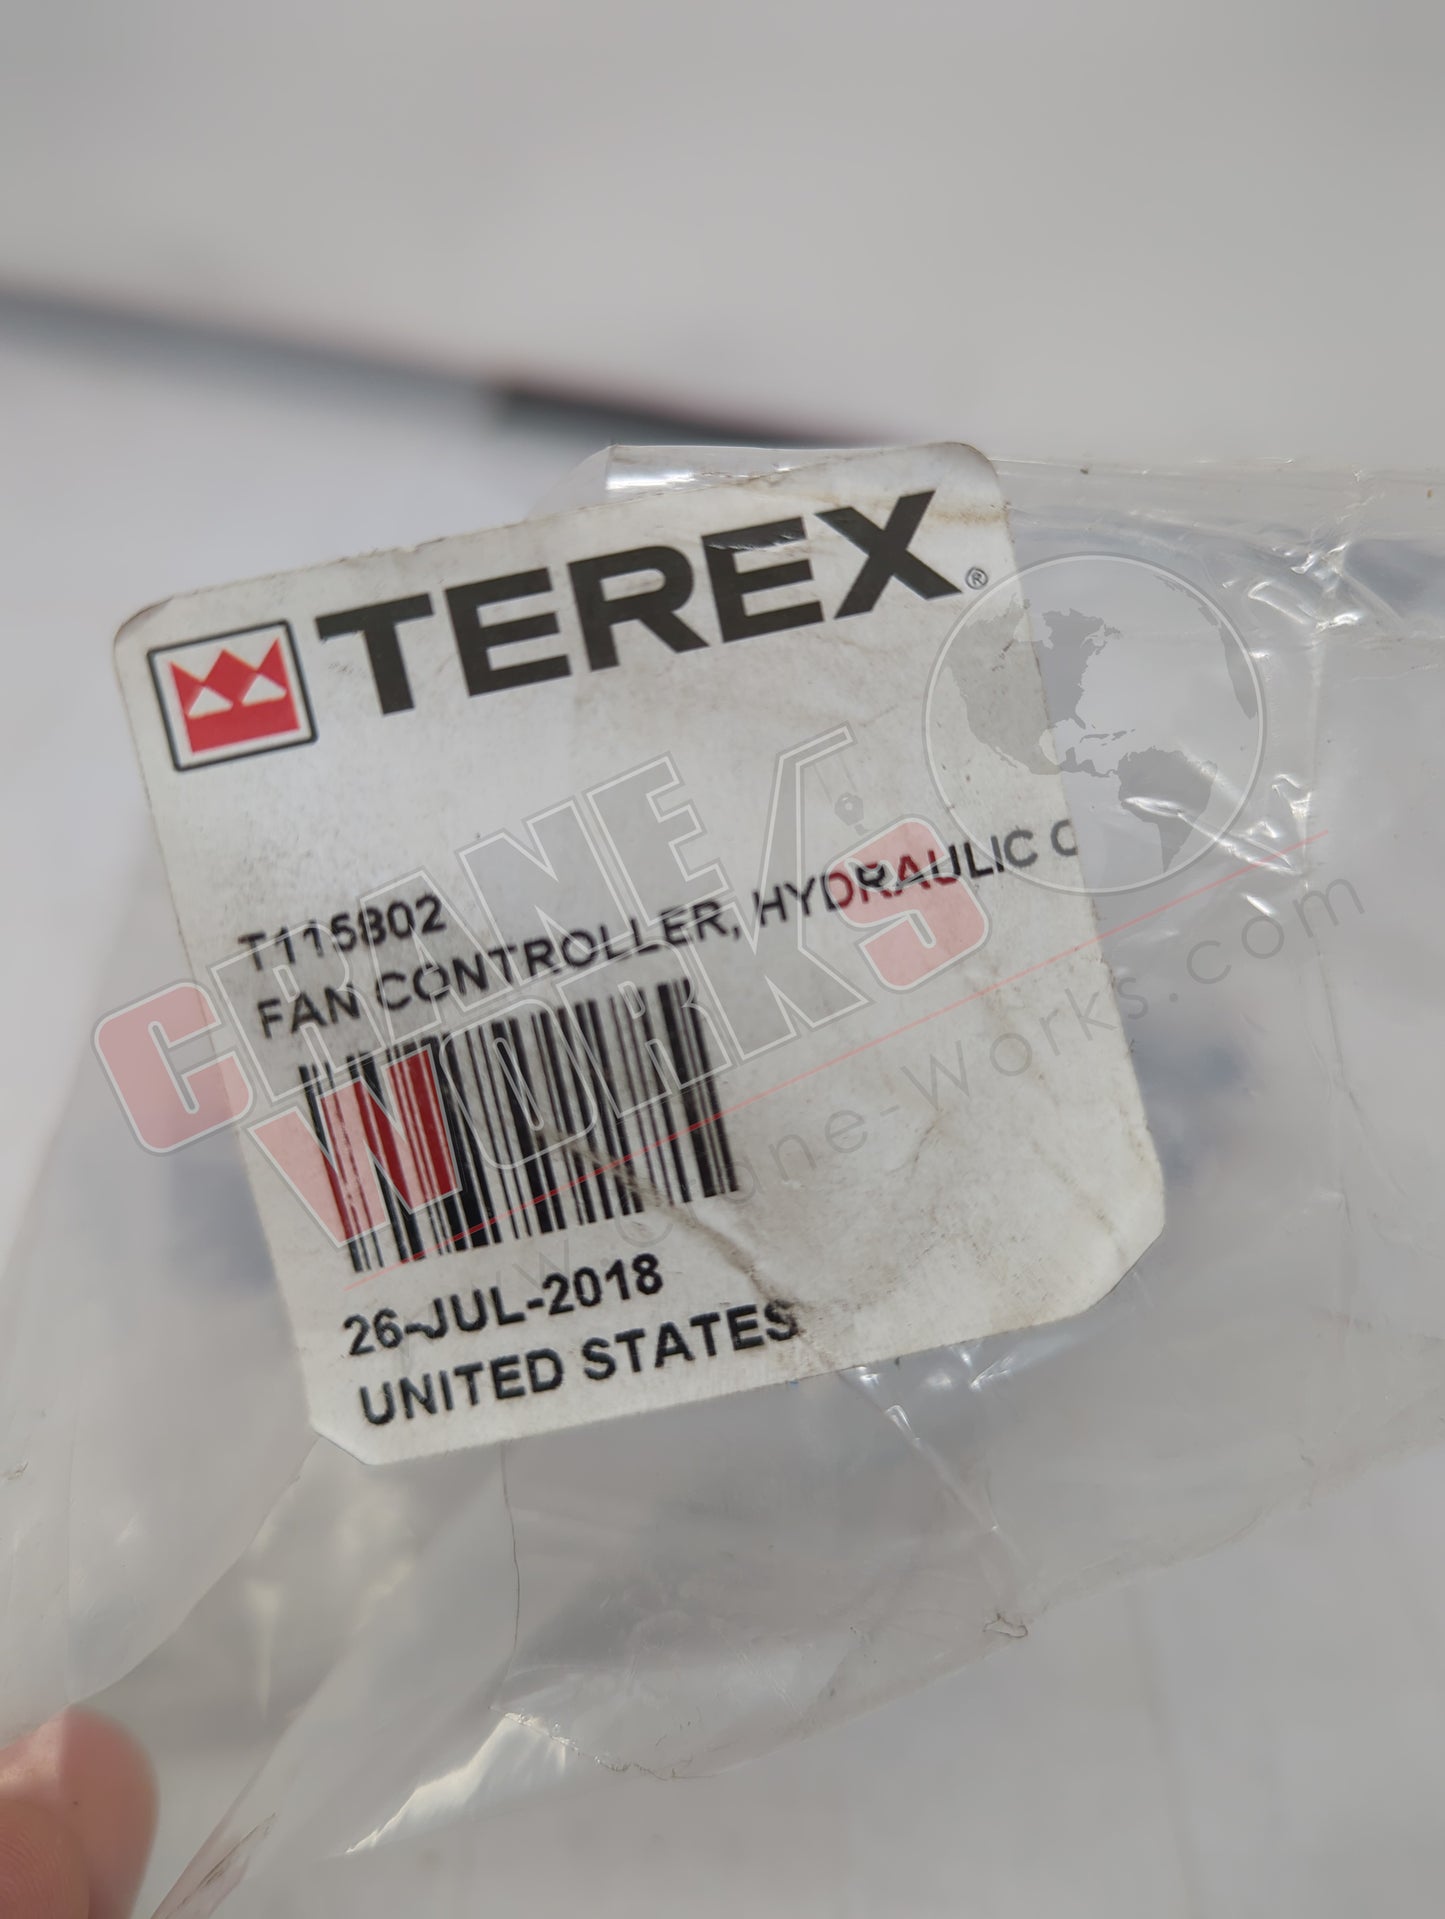 TEREX®
T115802
FAN CONTROLLER, HYDRAULIC C
26-JUL-2018
UNITED STATES
CRANE
WORKS
www.crane-works.com